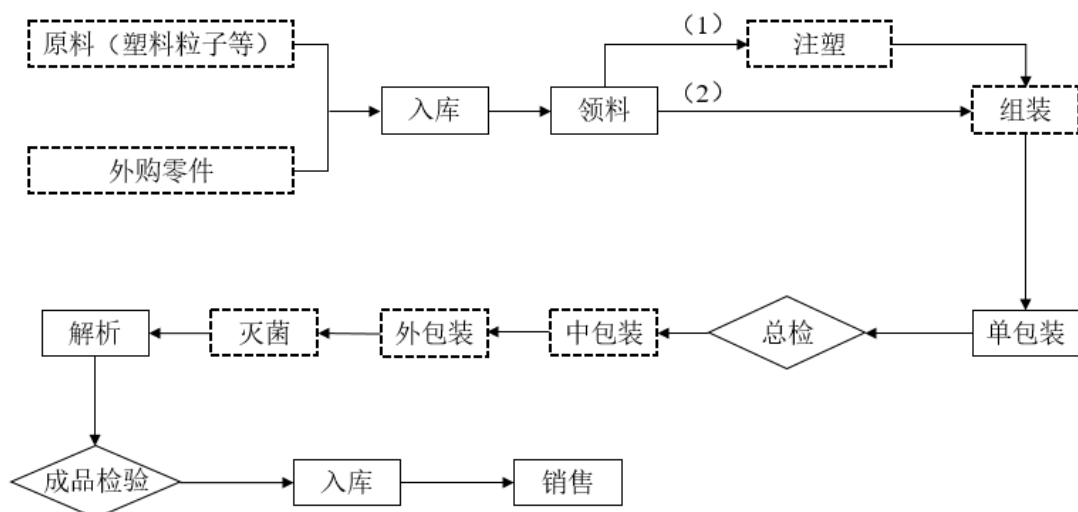 原料（塑料粒子等）
外购零件
入库
领料
（1）
（2）
注塑
组装
单包装
总检
中包装
外包装
灭菌
解析
成品检验
入库
销售